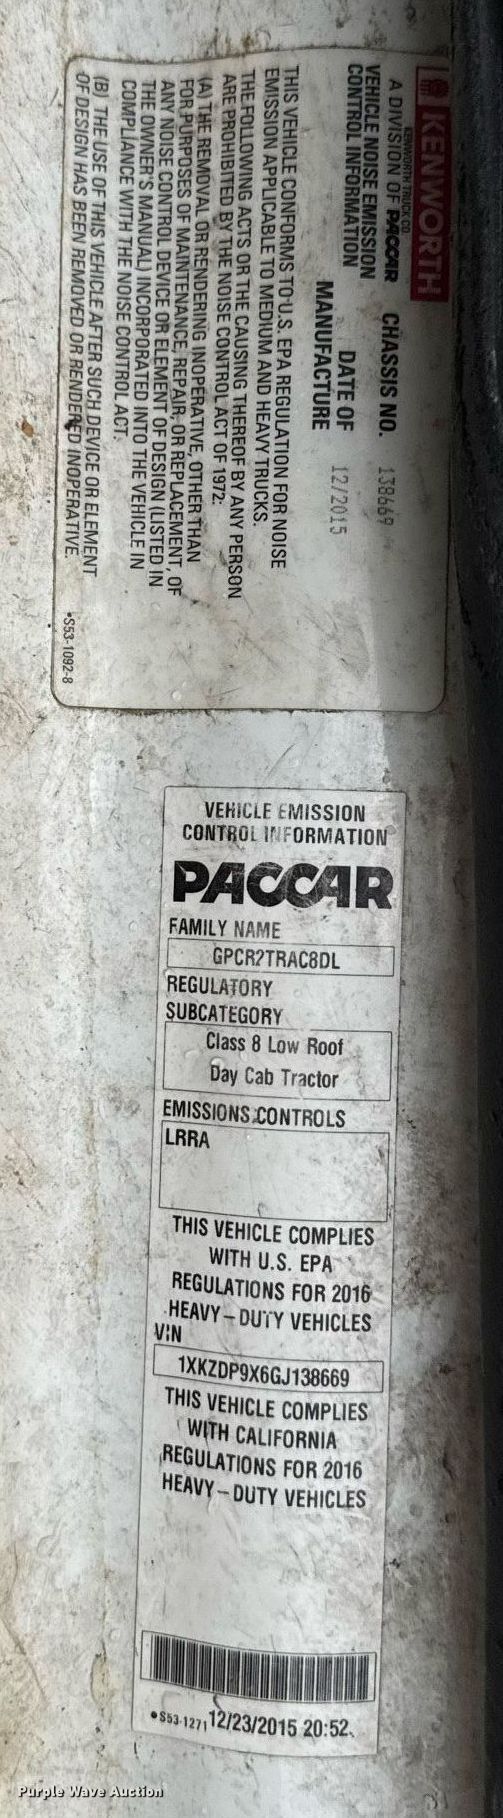 KENWORTH
KENWORTH TRUCK CO.
A DIVISION OF PACCAR
VEHICLE NOISE EMISSION
CONTROL INFORMATION
CHASSIS NO. 138669
DATE OF
MANUFACTURE 12/2015
THIS VEHICLE CONFORMS TO U.S. EPA REGULATION FOR NOISE
EMISSION APPLICABLE TO MEDIUM AND HEAVY TRUCKS.
THE FOLLOWING ACTS OR THE CAUSING THEREOF BY ANY PERSON
ARE PROHIBITED BY THE NOISE CONTROL ACT OF 1972:
(A) THE REMOVAL OR RENDERING INOPERATIVE, OTHER THAN
FOR PURPOSES OF MAINTENANCE, REPAIR, OR REPLACEMENT, OF
ANY NOISE CONTROL DEVICE OR ELEMENT OF DESIGN (LISTED IN
THE OWNER'S MANUAL) INCORPORATED INTO THE VEHICLE IN
COMPLIANCE WITH THE NOISE CONTROL ACT.
(B) THE USE OF THIS VEHICLE AFTER SUCH DEVICE OR ELEMENT
OF DESIGN HAS BEEN REMOVED OR RENDERED INOPERATIVE.
•S53-1092-8
VEHICLE EMISSION
CONTROL INFORMATION
PACCAR
FAMILY NAME
GPCR2TRAC8DL
REGULATORY
SUBCATEGORY
Class 8 Low Roof
Day Cab Tractor
EMISSIONS CONTROLS
LRRA
THIS VEHICLE COMPLIES
WITH U.S. EPA
REGULATIONS FOR 2016
HEAVY-DUTY VEHICLES
VIN
1XKZDP9X6GJ138669
THIS VEHICLE COMPLIES
WITH CALIFORNIA
REGULATIONS FOR 2016
HEAVY-DUTY VEHICLES
•S53-1271 12/23/2015 20:52
Purple Wave Auction